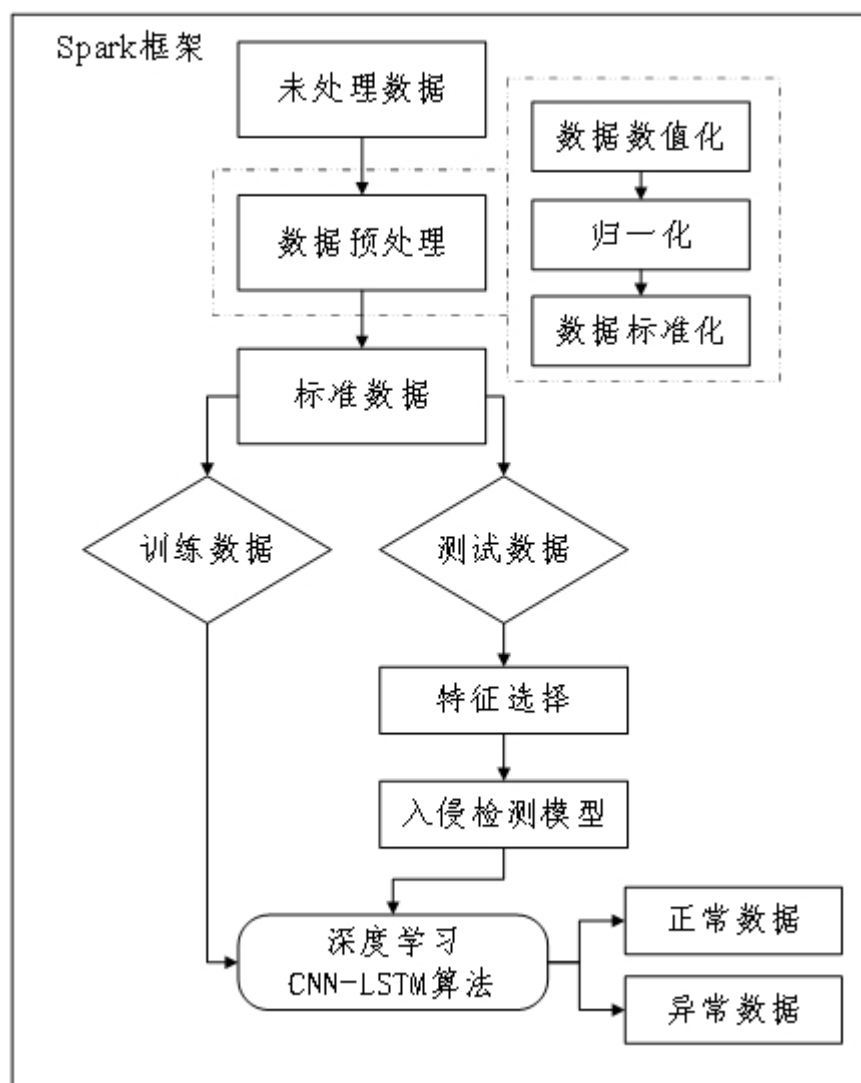 Spark框架
未处理数据
数据数值化
数据预处理
归一化
数据标准化
标准数据
训练数据
测试数据
特征选择
入侵检测模型
深度学习
CNN-LSTM算法
正常数据
异常数据